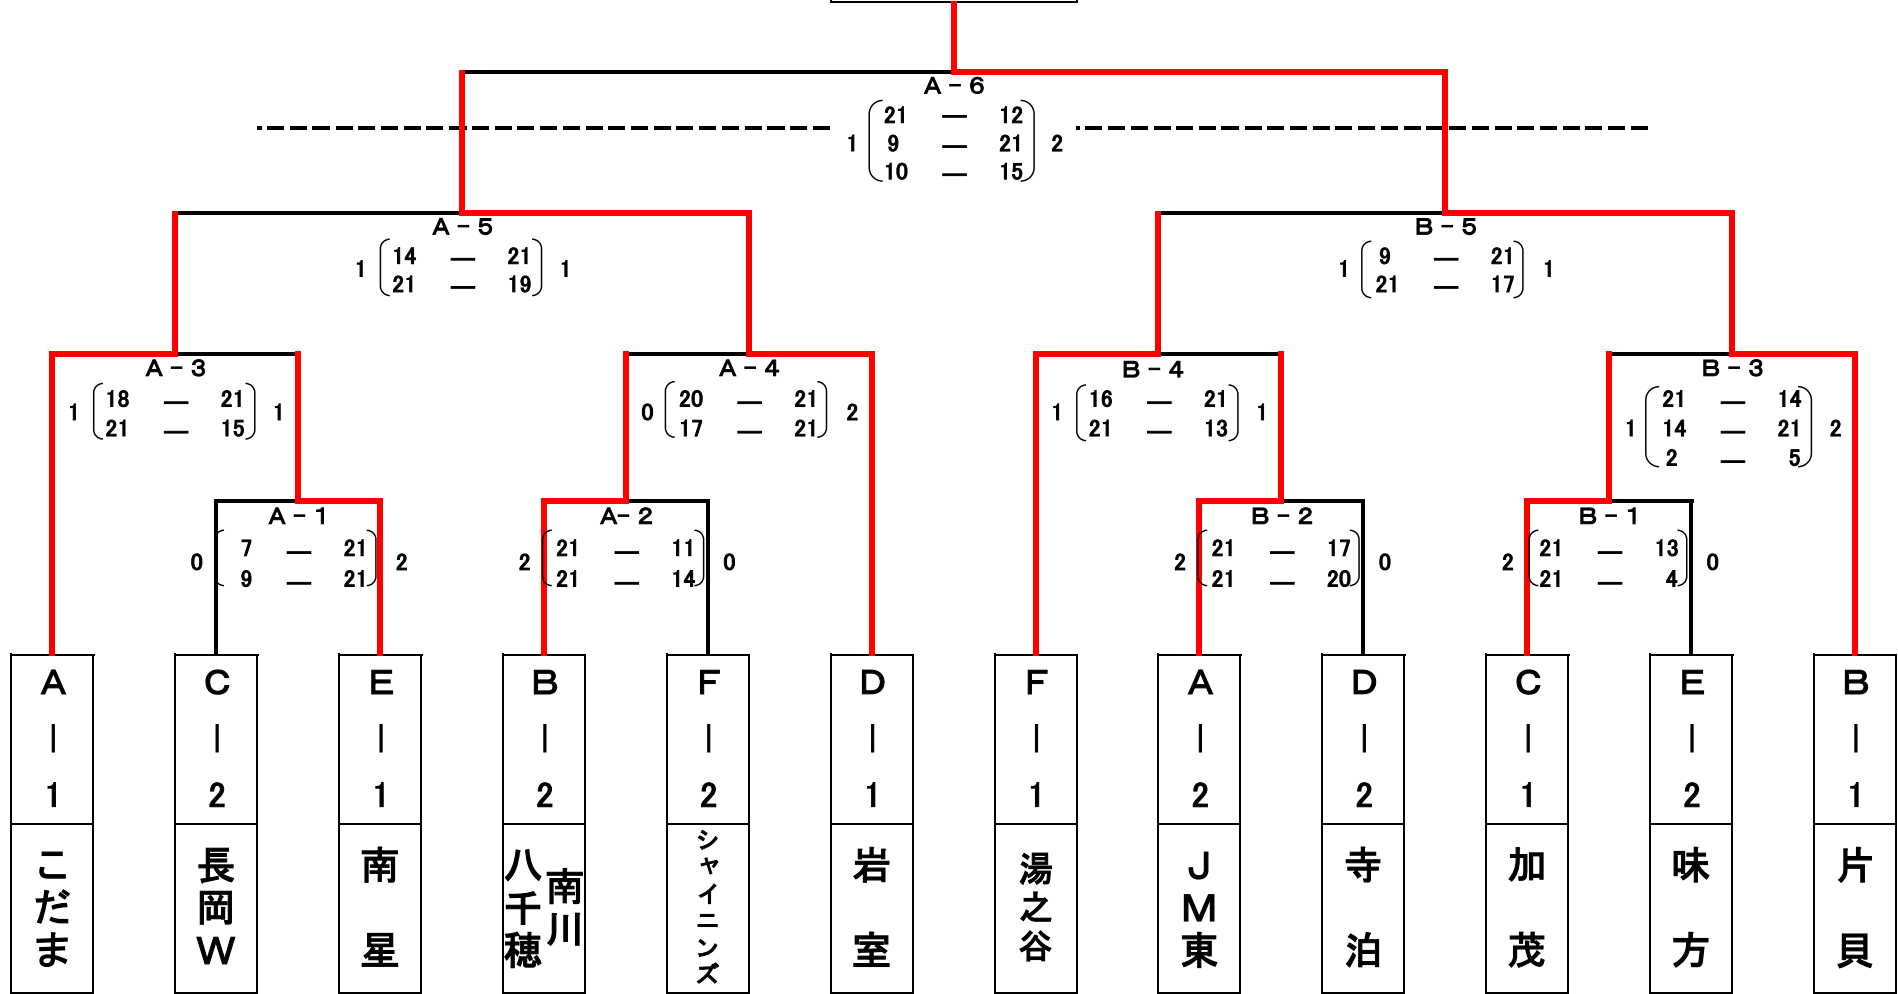 A－6
21 ― 12
1 9 ― 21 2
10 ― 15
A－5 B－5
14 ― 21 9 ― 21
1 1 1 1
21 ― 19 21 ― 17
A－3 A－4 B－4 B－3
18 ― 21 20 ― 21 16 ― 21 21 ― 14
1 1 0 2 1 1 1 14 ― 21 2
21 ― 15 17 ― 21 21 ― 13
2 ― 5
A－1 A－2 B－2 B－1
7 ― 21 21 ― 11 21 ― 17 21 ― 13
0 2 2 0 2 0 2 0
9 ― 21 21 ― 14 21 ― 20 21 ― 4
A－1 C－2 E－1 B－2 F－2 D－1 F－1 A－2 D－2 C－1 E－2 B－1
こだま
長岡W
南星
南川
八千穂
シャイニンズ
岩室
湯之谷
JM東
寺泊
加茂
味方
片貝